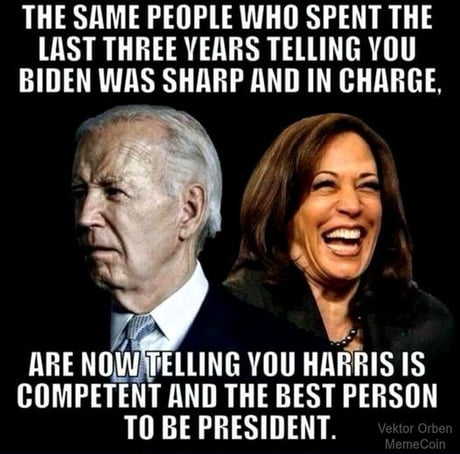 THE SAME PEOPLE WHO SPENT THE
LAST THREE YEARS TELLING YOU
BIDEN WAS SHARP AND IN CHARGE,
ARE NOW TELLING YOU HARRIS IS
COMPETENT AND THE BEST PERSON
TO BE PRESIDENT.
Vektor Orben
MemeCoin